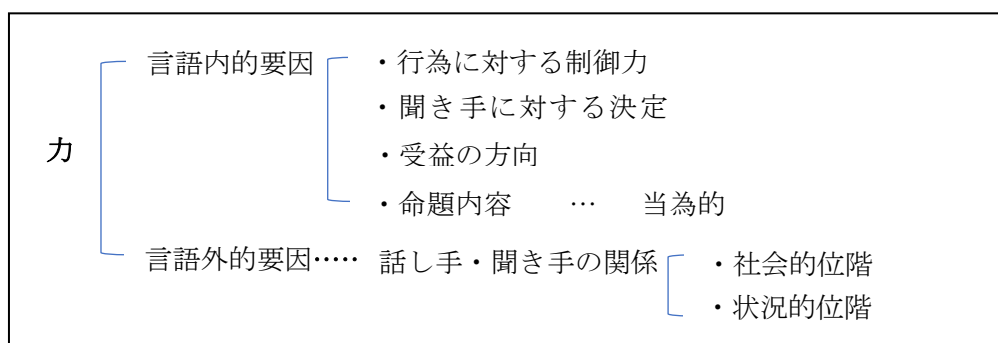 言語内的要因 ・行為に対する制御力
・聞き手に対する決定
力 ・受益の方向
・命題内容 … 当為的
言語外的要因‥‥‥ 話し手・聞き手の関係 ・社会的位階
・状況的位階